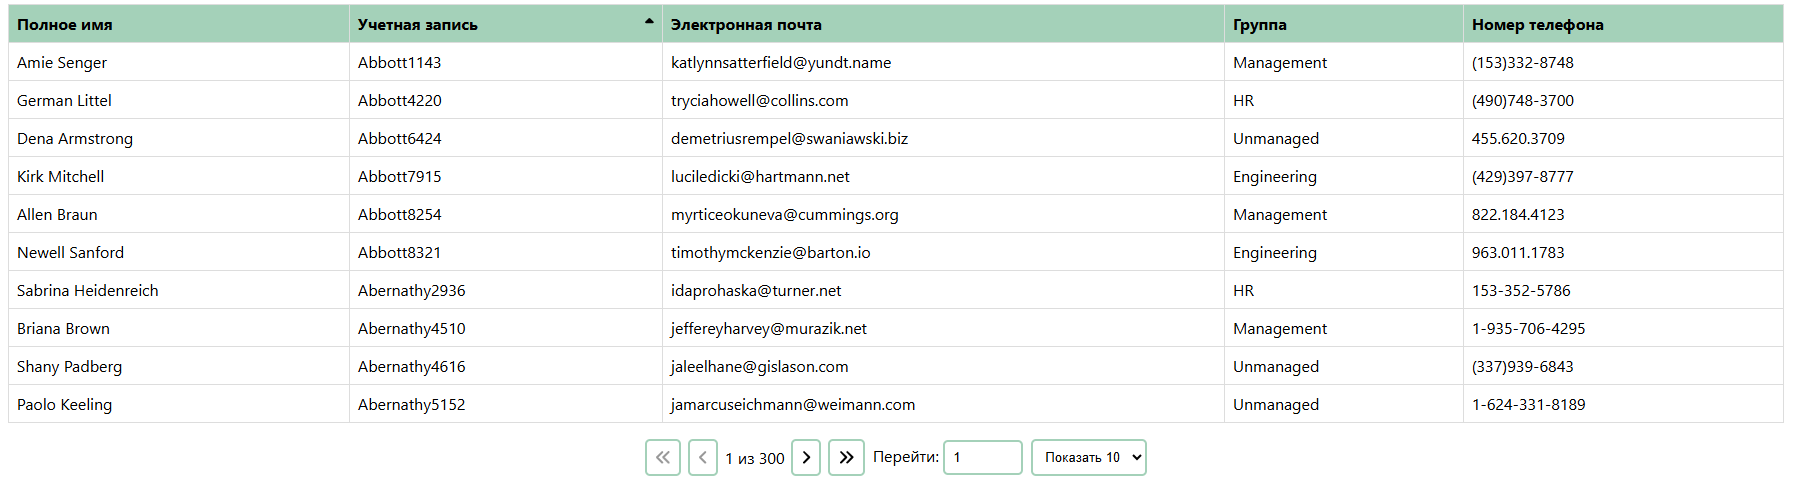 Полное имя Учетная запись Электронная почта Группа Номер телефона
Amie Senger Abbott1143 katlynnsatterfield@yundt.name Management (153)332-8748
German Littel Abbott4220 tryciahowell@collins.com HR (490)748-3700
Dena Armstrong Abbott6424 demetriusrempel@swaniawski.biz Unmanaged 455.620.3709
Kirk Mitchell Abbott7915 luciledicki@hartmann.net Engineering (429)397-8777
Allen Braun Abbott8254 myrticeokuneva@cummings.org Management 822.184.4123
Newell Sanford Abbott8321 timothymckenzie@barton.io Engineering 963.011.1783
Sabrina Heidenreich Abernathy2936 idaprohaska@turner.net HR 153-352-5786
Briana Brown Abernathy4510 jeffereyharvey@murazik.net Management 1-935-706-4295
Shany Padberg Abernathy4616 jaleelhane@gislason.com Unmanaged (337)939-6843
Paolo Keeling Abernathy5152 jamarcuseichmann@weimann.com Unmanaged 1-624-331-8189
1 из 300 Перейти: 1 Показать 10